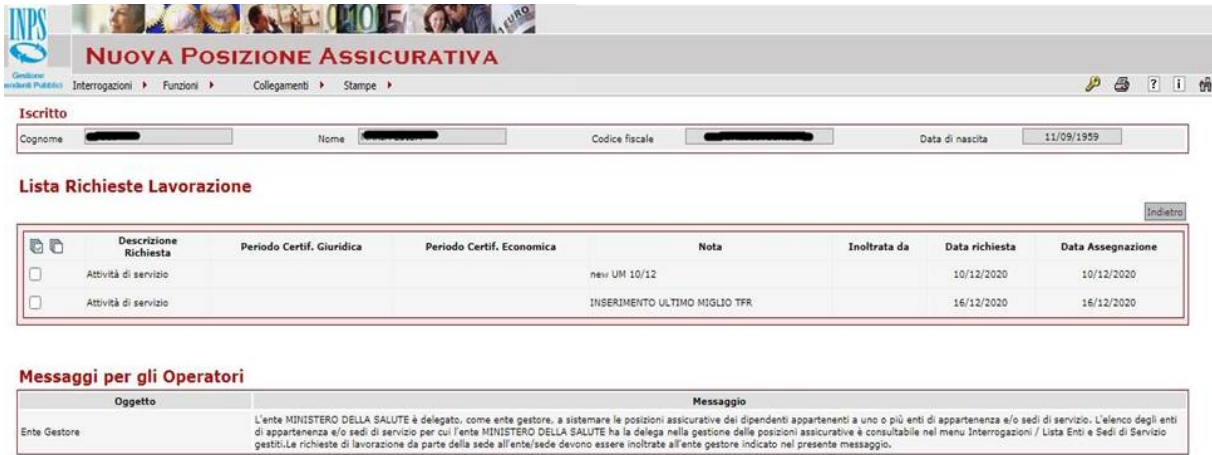 INPS
NUOVA POSIZIONE ASSICURATIVA
Gestione
Dipendenti Pubblici Interrogazioni Funzioni Collegamenti Stampe ? i
Iscritto
Cognome Nome Codice fiscale Data di nascita 11/09/1959
Lista Richieste Lavorazione
Indietro
Descrizione
Richiesta Periodo Certif. Giuridica Periodo Certif. Economica Nota Inoltrata da Data richiesta Data Assegnazione
Attività di servizio new UM 10/12 10/12/2020 10/12/2020
Attività di servizio INSERIMENTO ULTIMO MIGLIO TFR 16/12/2020 16/12/2020
Messaggi per gli Operatori
Oggetto Messaggio
L'ente MINISTERO DELLA SALUTE è delegato, come ente gestore, a sistemare le posizioni assicurative dei dipendenti appartenenti a uno o più enti di appartenenza e/o sedi di servizio. L'elenco degli enti
Ente Gestore di appartenenza e/o sedi di servizio per cui l'ente MINISTERO DELLA SALUTE ha la delega nella gestione delle posizioni assicurative è consultabile nel menu Interrogazioni / Lista Enti e Sedi di Servizio
gestiti.Le richieste di lavorazione da parte della sede all'ente/sede devono essere inoltrate all'ente gestore indicato nel presente messaggio.